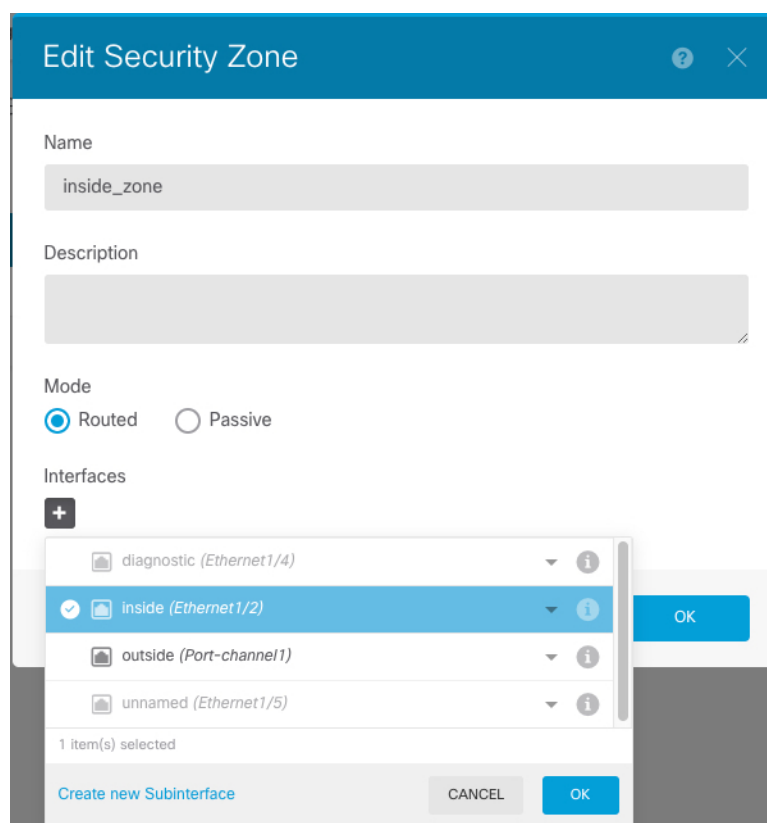 Edit Security Zone
Name
inside_zone
Description
Mode
Routed Passive
Interfaces
diagnostic (Ethernet1/4)
inside (Ethernet1/2)
OK
outside (Port-channel1)
unnamed (Ethernet1/5)
1 item(s) selected
Create new Subinterface CANCEL OK